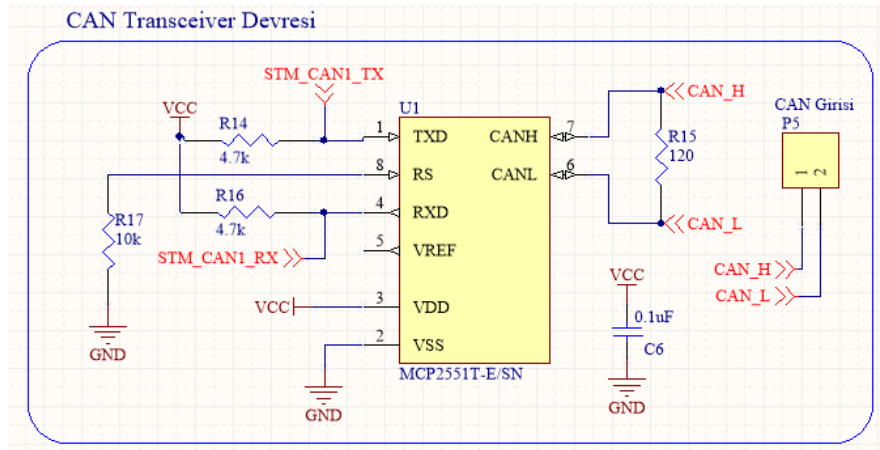 CAN Transceiver Devresi
STM_CAN1_TX
VCC
R14
4.7k
R16
4.7k
R17
10k
GND
STM_CAN1_RX
VCC
GND
U1
1 TXD
8 RS
4 RXD
5 VREF
3 VDD
2 VSS
CANH 7
CANL 6
MCP2551T-E/SN
CAN_H
R15
120
CAN_L
VCC
0.1uF
C6
GND
CAN Girisi
P5
1 2
CAN_H
CAN_L